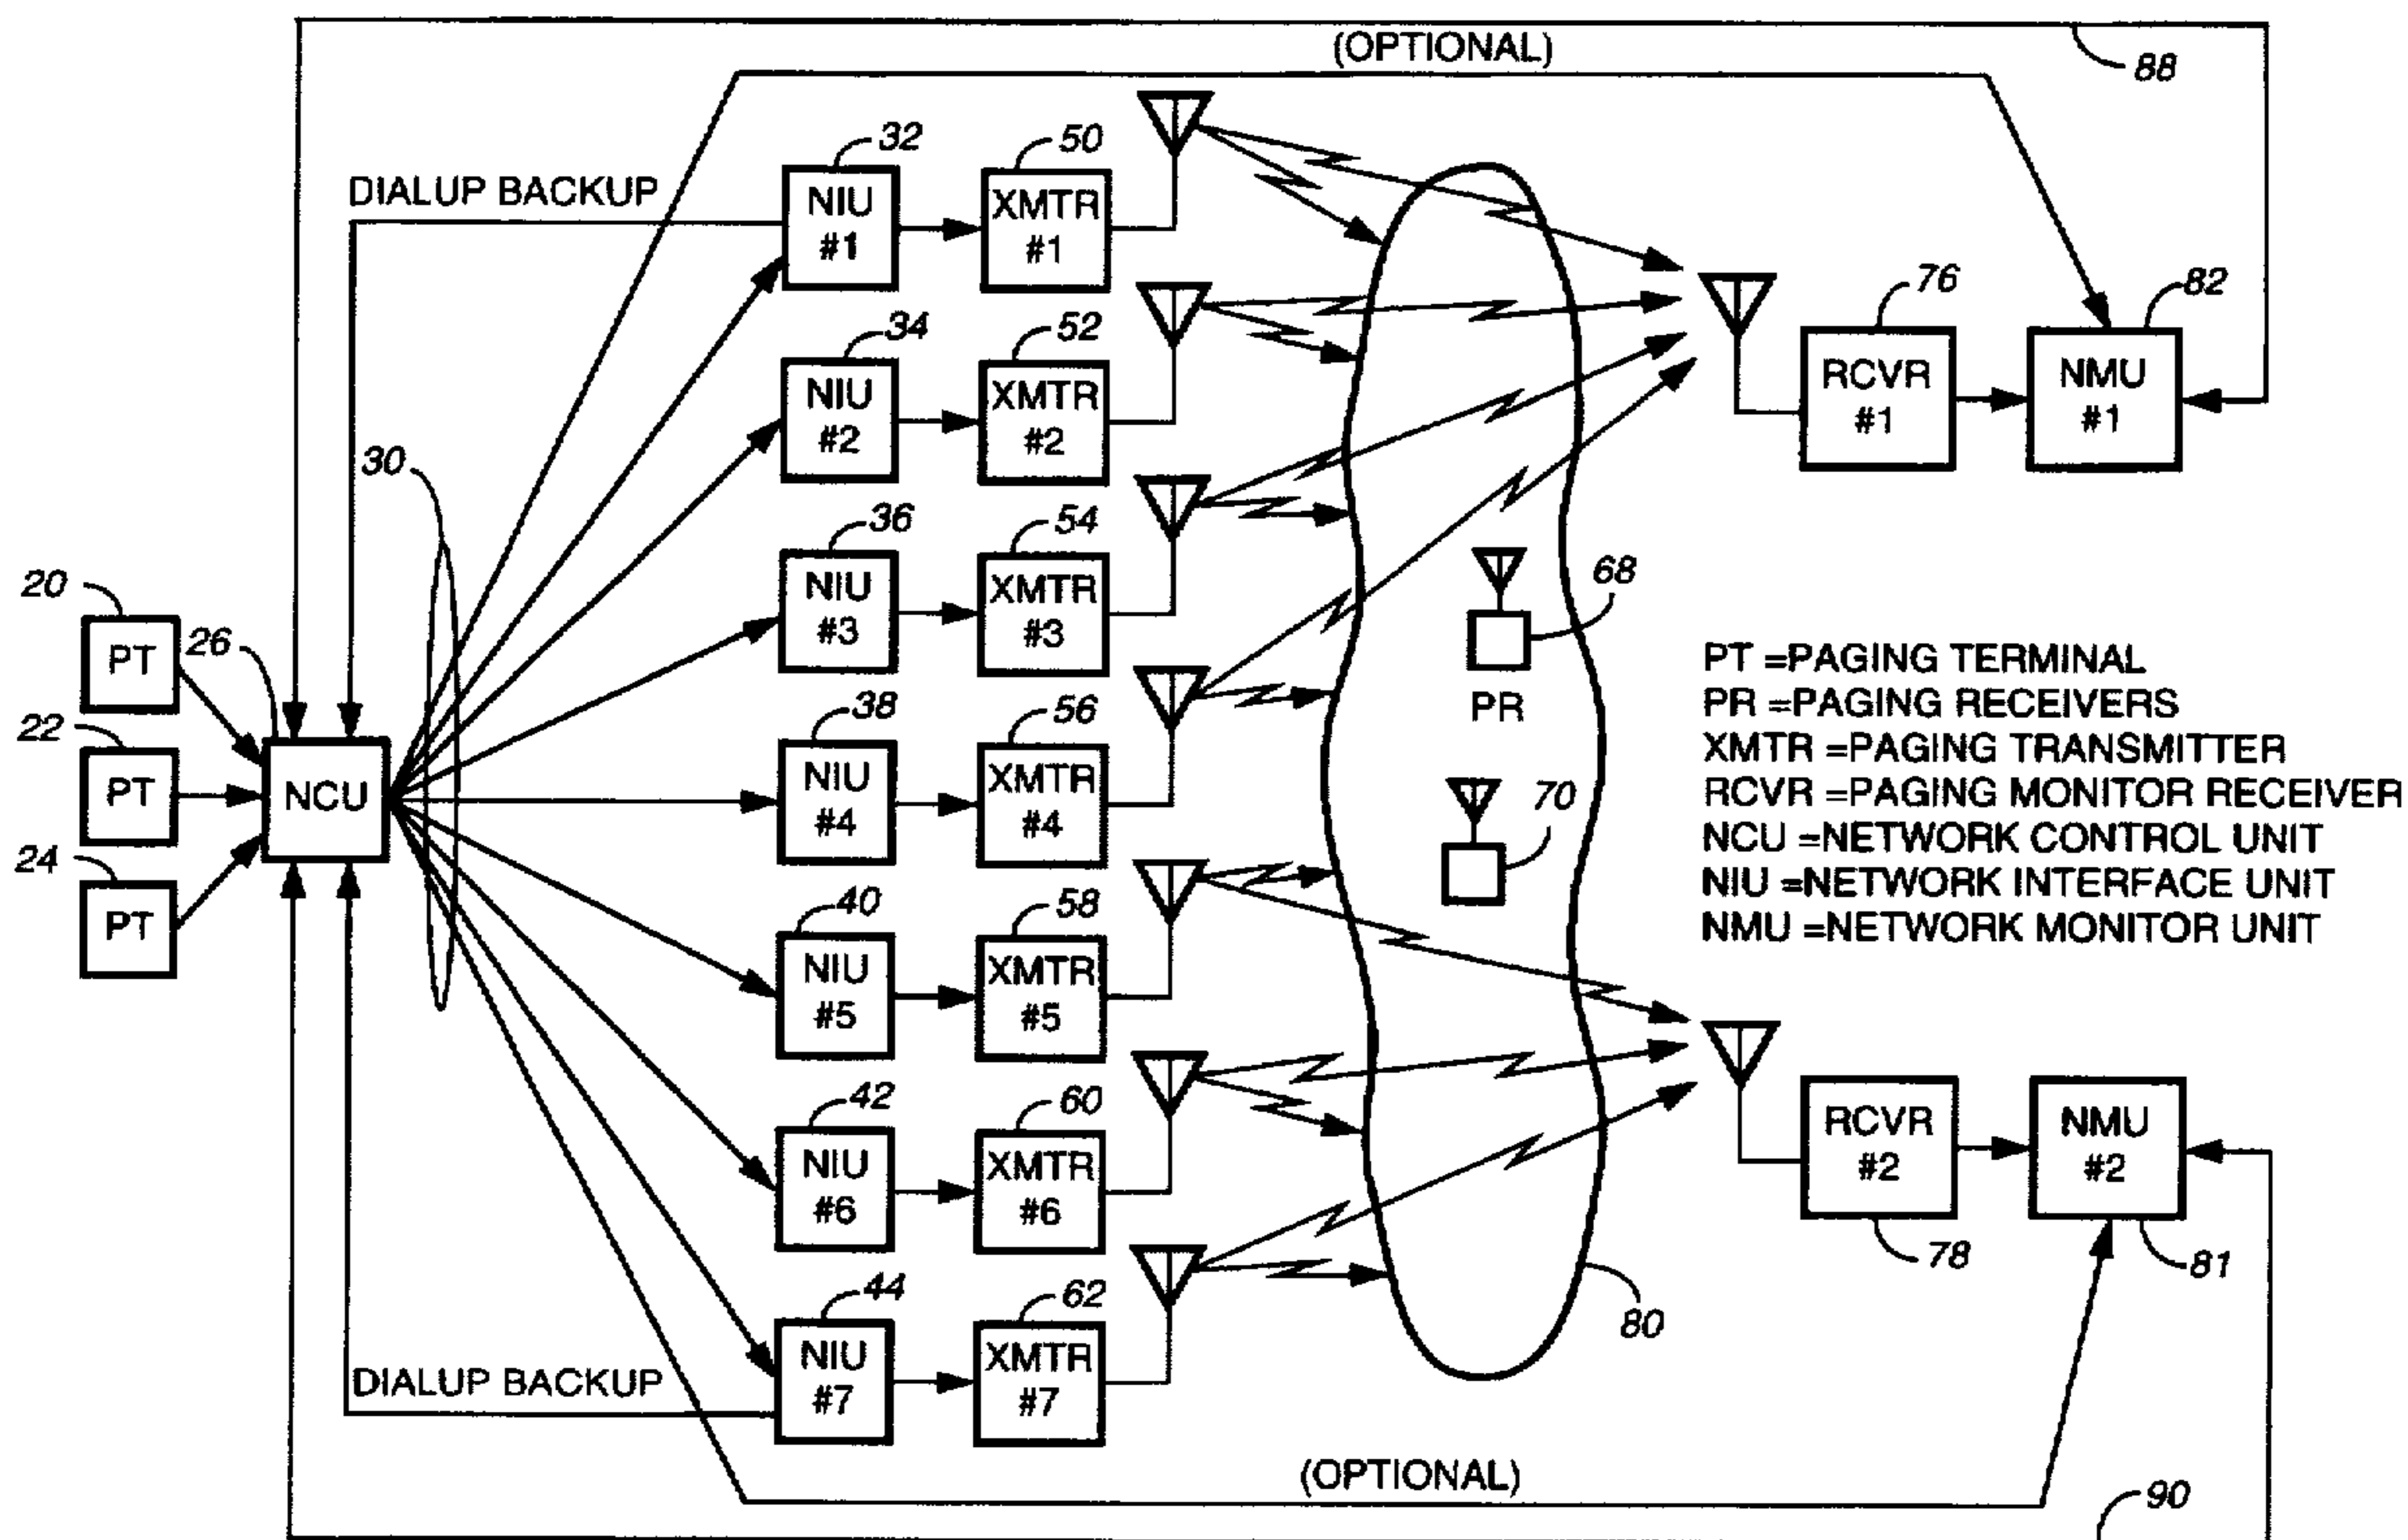 (OPTIONAL)
88
32
50
DIALUP BACKUP
NIU #1
XMTR #1
76
82
34
52
NIU #2
XMTR #2
RCVR #1
NMU #1
30
36
54
NIU #3
XMTR #3
68
PR
20
PT
26
22
PT
NCU
24
PT
38
56
NIU #4
XMTR #4
70
PT =PAGING TERMINAL
PR =PAGING RECEIVERS
XMTR =PAGING TRANSMITTER
RCVR =PAGING MONITOR RECEIVER
NCU =NETWORK CONTROL UNIT
NIU =NETWORK INTERFACE UNIT
NMU =NETWORK MONITOR UNIT
40
58
NIU #5
XMTR #5
42
60
NIU #6
XMTR #6
RCVR #2
NMU #2
78
81
44
62
80
NIU #7
XMTR #7
DIALUP BACKUP
(OPTIONAL)
90